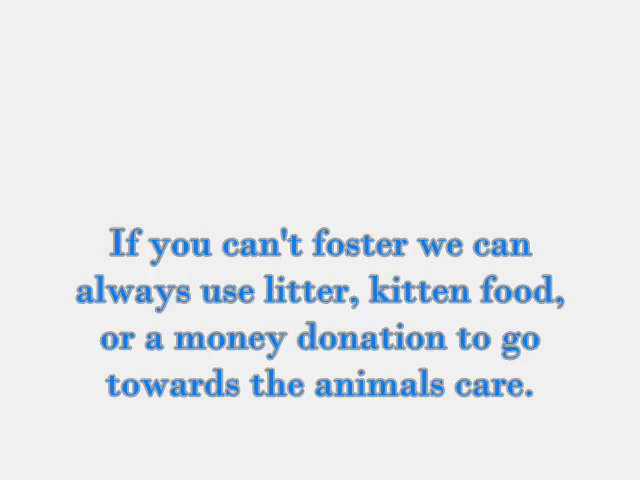 If you can't foster we can
always use litter, kitten food,
or a money donation to go
towards the animals care.